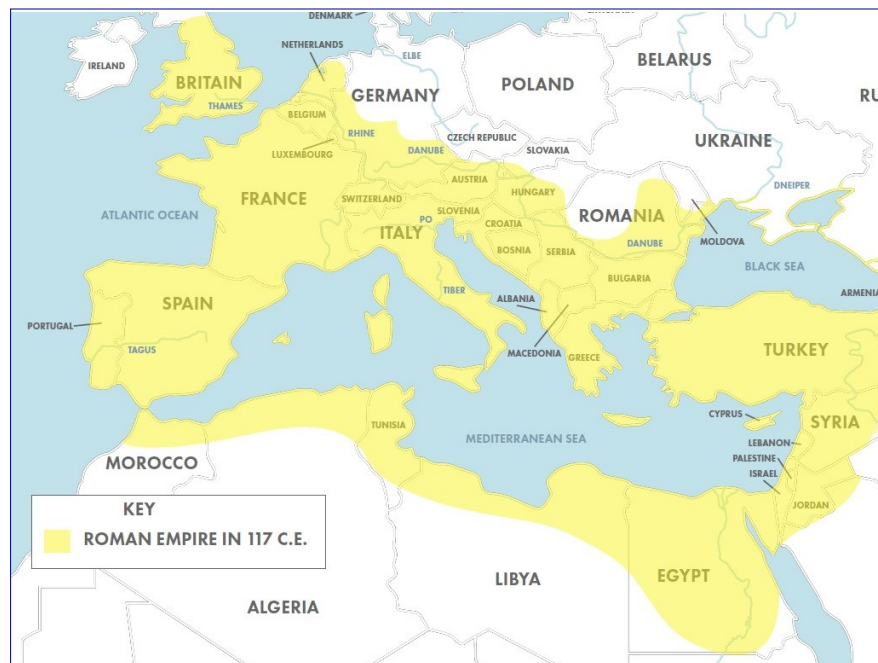 DENMARK
IRELAND
NETHERLANDS
ELBE
BRITAIN
BELARUS
POLAND
GERMANY
RU
THAMES
BELGIUM
RHINE
CZECH REPUBLIC
UKRAINE
LUXEMBOURG
DANUBE
SLOVAKIA
AUSTRIA
DNEIPER
FRANCE
SWITZERLAND
HUNGARY
ATLANTIC OCEAN
SLOVENIA
ROMANIA
PO
ITALY
CROATIA
MOLDOVA
BOSNIA
SERBIA
DANUBE
BLACK SEA
BULGARIA
TIBER
ALBANIA
ARMENIA
SPAIN
PORTUGAL
TAGUS
MACEDONIA
GREECE
TURKEY
CYPRUS
SYRIA
TUNISIA
MEDITERRANEAN SEA
LEBANON
PALESTINE
MOROCCO
ISRAEL
JORDAN
KEY
ROMAN EMPIRE IN 117 C.E.
LIBYA
EGYPT
ALGERIA